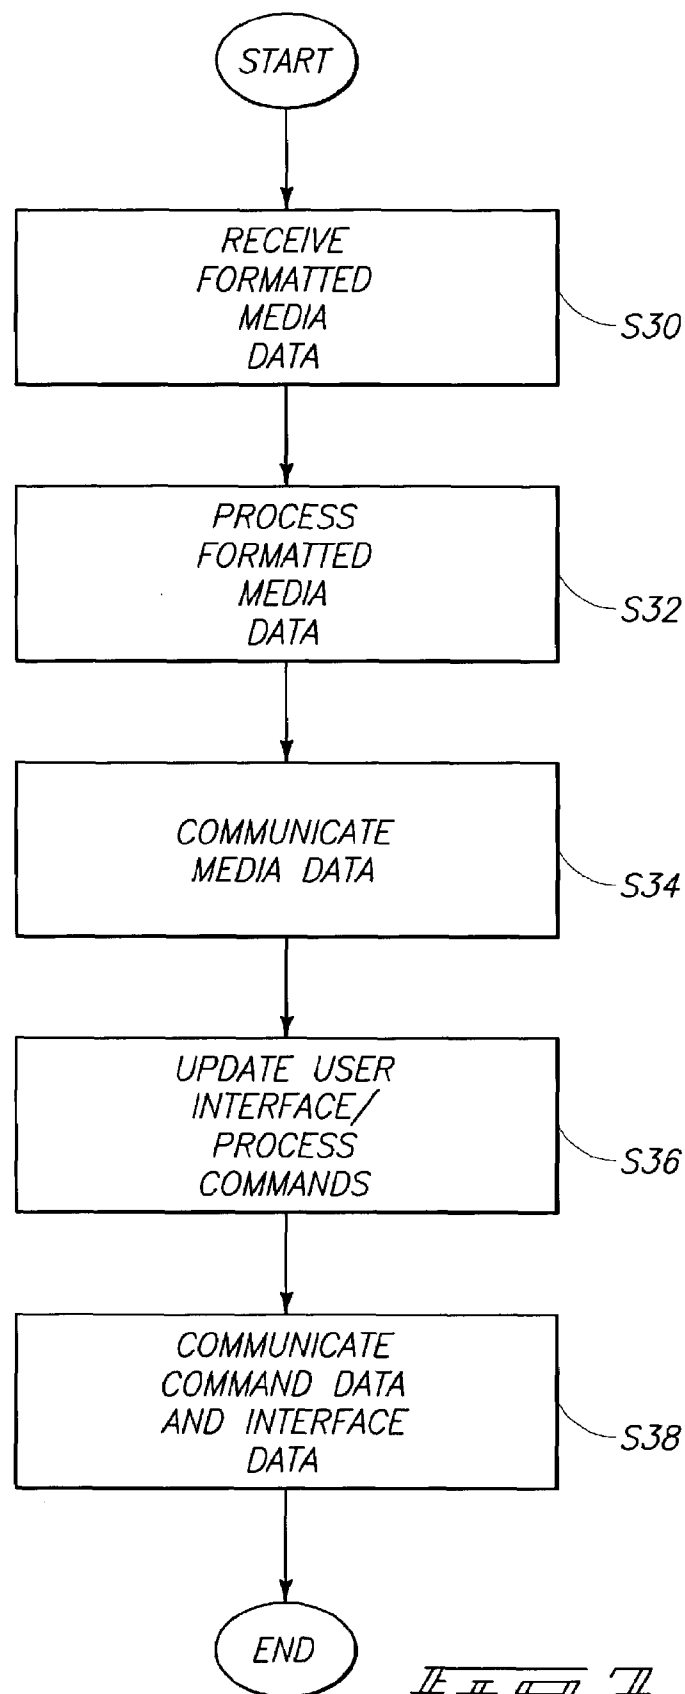 START
RECEIVE
FORMATTED
MEDIA
DATA
S30
PROCESS
FORMATTED
MEDIA
DATA
S32
COMMUNICATE
MEDIA DATA
S34
UPDATE USER
INTERFACE/
PROCESS
COMMANDS
S36
COMMUNICATE
COMMAND DATA
AND INTERFACE
DATA
S38
END